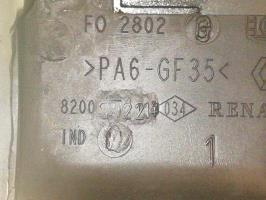 FO 2802
>PA6-GF35<
8200 034 RENA
IND 1